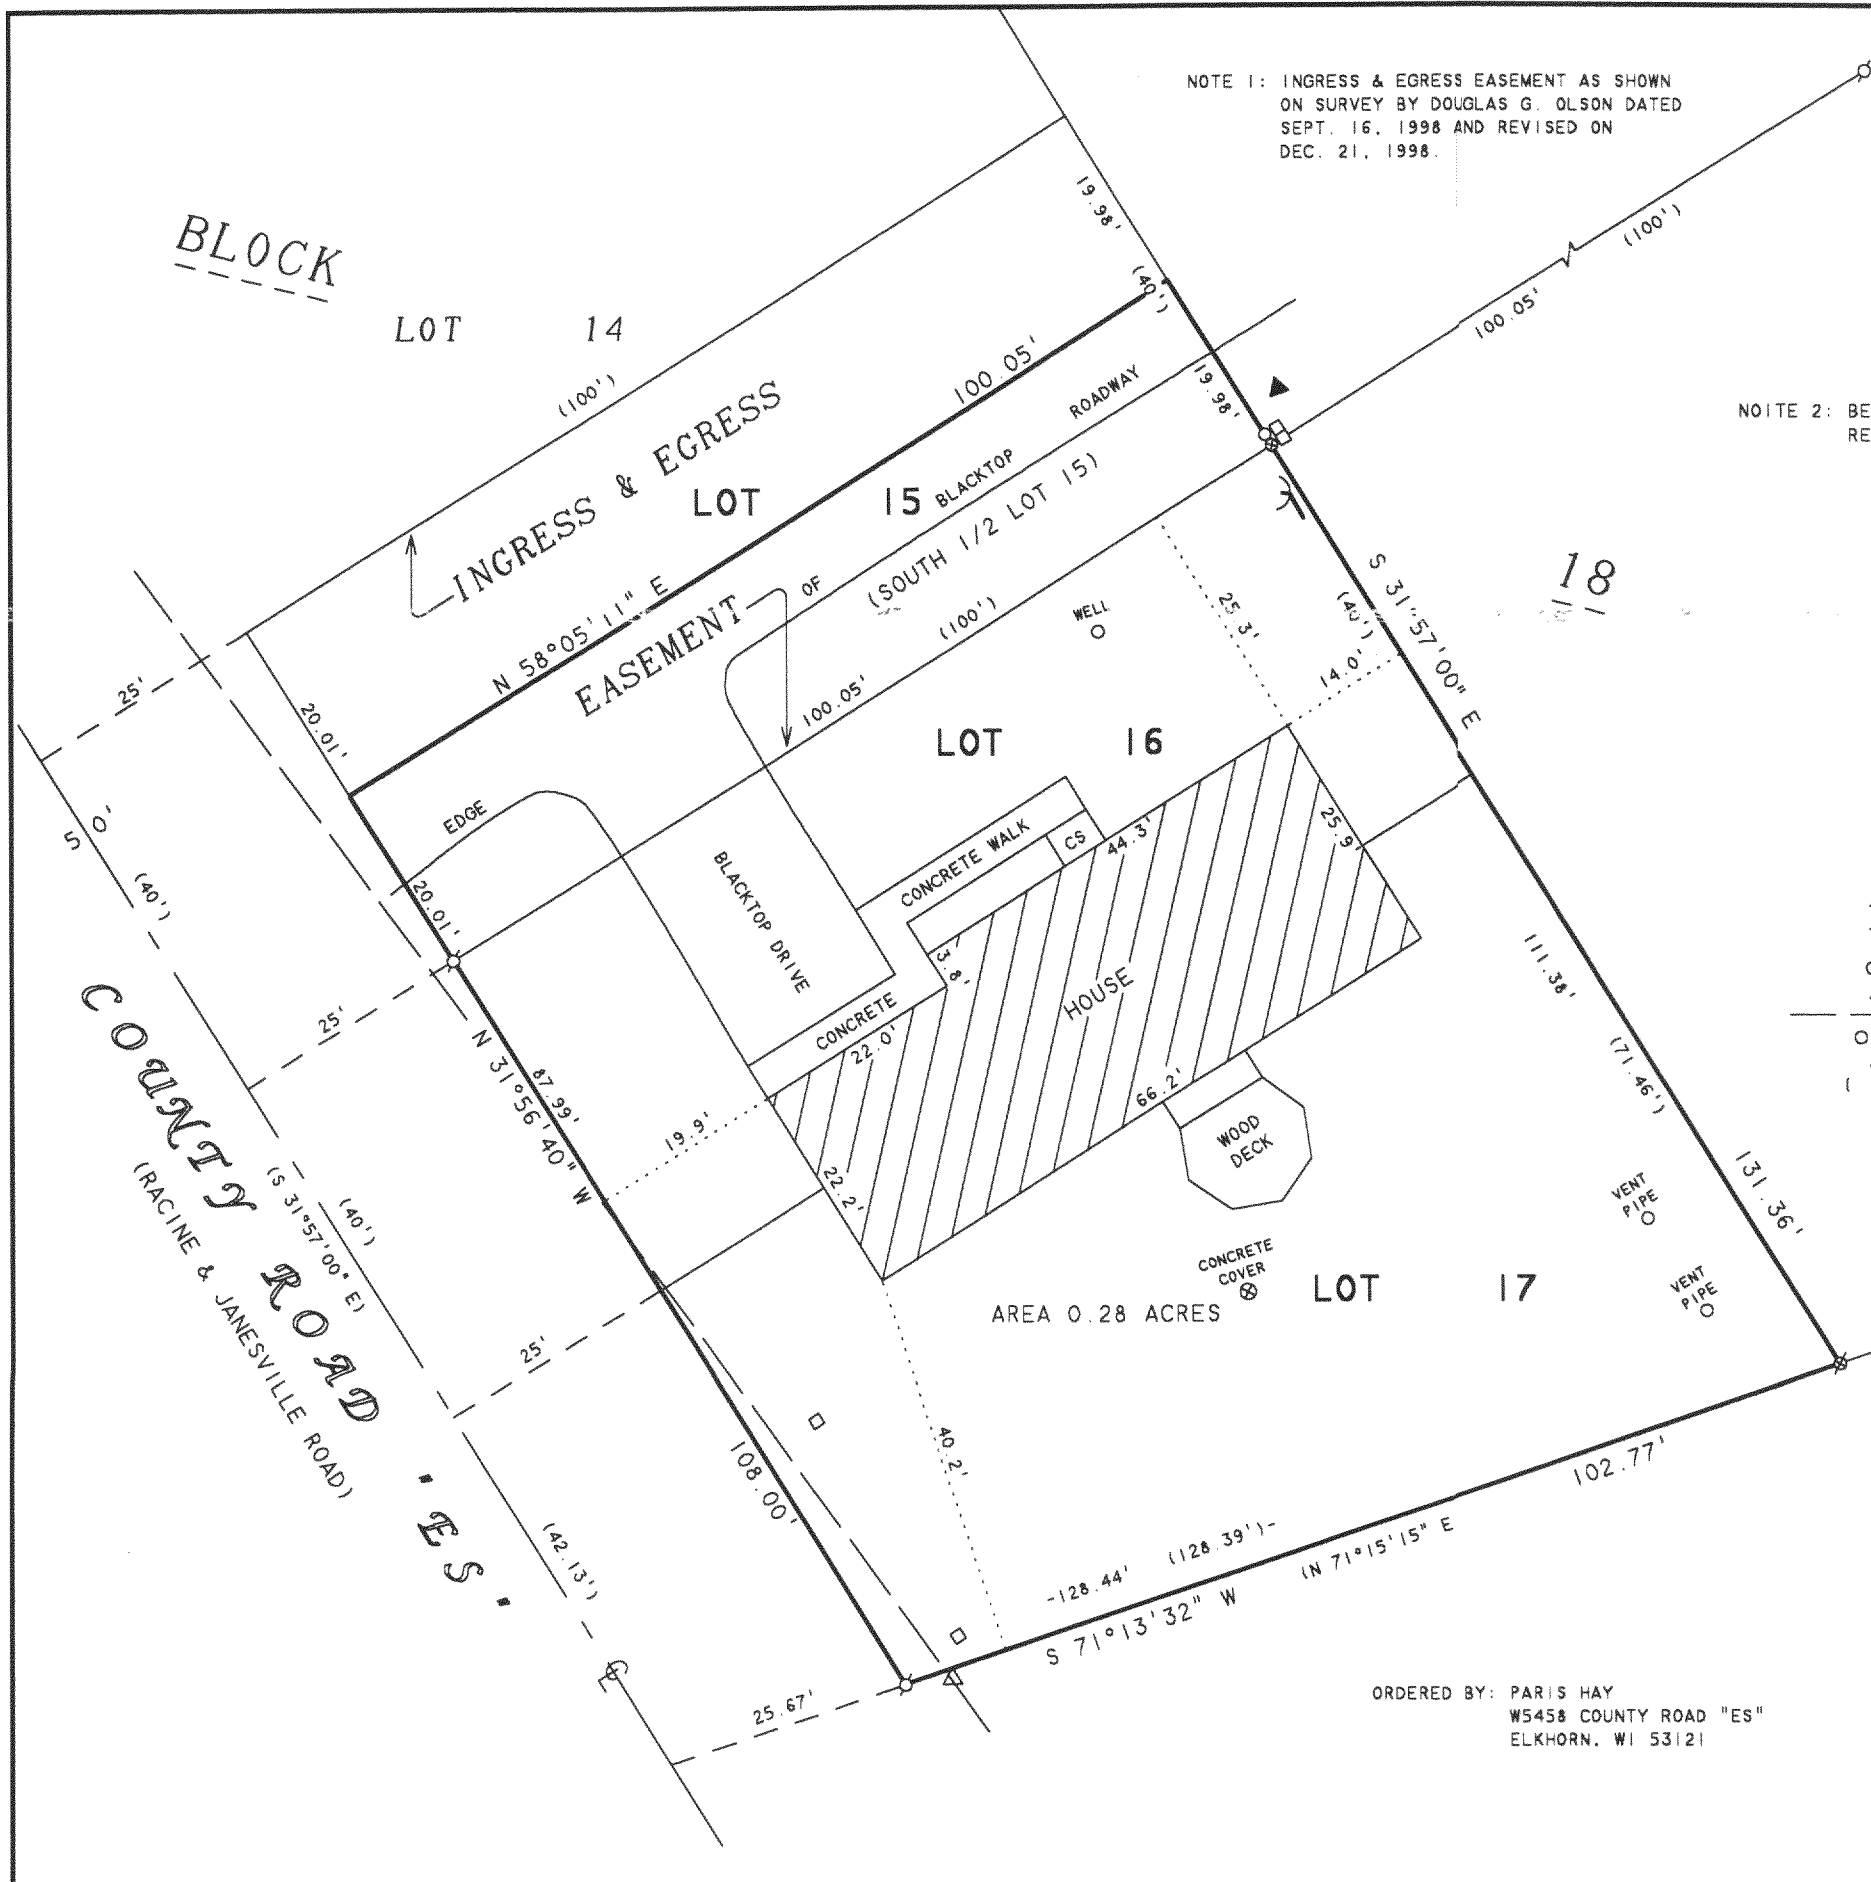 NOTE 1: INGRESS & EGRESS EASEMENT AS SHOWN
ON SURVEY BY DOUGLAS G. OLSON DATED
SEPT. 16, 1998 AND REVISED ON
DEC. 21, 1998.
BLOCK
LOT 14
(100')
19.98'
(40')
(100')
100.05'
19.98'
NOITE 2: BE
RE
INGRESS & EGRESS
EASEMENT
100.05'
N 58°05'11" E
LOT 15
EDGE OF BLACKTOP ROADWAY
(SOUTH 1/2 LOT 15)
(100')
100.05'
WELL
25.3'
14.0'
(40')
S 31°57'00" E
18
25'
20.01'
50'
(40')
20.01'
LOT 16
BLACKTOP DRIVE
CONCRETE WALK
CS
44.3'
25.9'
3.8'
HOUSE
CONCRETE
22.0'
66.2'
22.2'
19.9'
25'
N 31°56'40" W
87.99'
111.38'
(71.46')
131.36'
WOOD
DECK
VENT
PIPE
VENT
PIPE
CONCRETE
COVER
LOT 17
AREA 0.28 ACRES
COUNTY ROAD "ES"
(RACINE & JANESVILLE ROAD)
(S 31°57'00" E)
(40')
25'
108.00'
40.2'
(42.13')
CL
25.67'
102.77'
-128.44' (128.39')-
S 71°13'32" W (N 71°15'15" E
ORDERED BY: PARIS HAY
W5458 COUNTY ROAD "ES"
ELKHORN, WI 53121